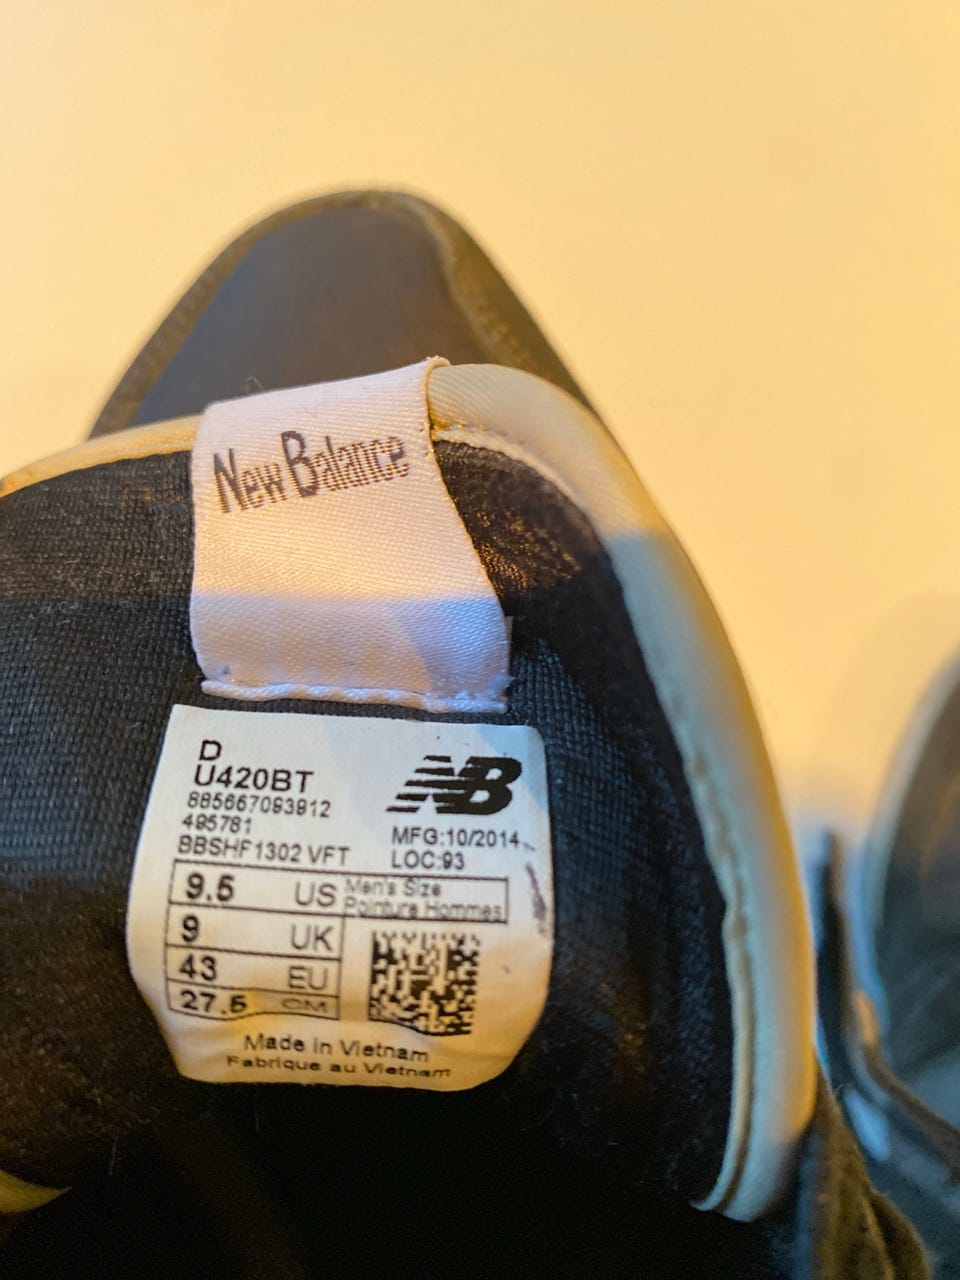 New Balance
D
U420BT
NB
885667093912
495781
MFG:10/2014
BBSHF1302 VFT
LOC:93
9.5 US
Men's Size
Pointure Hommes
9 UK
43 EU
27.5 CM
Made in Vietnam
Fabrique au Vietnam